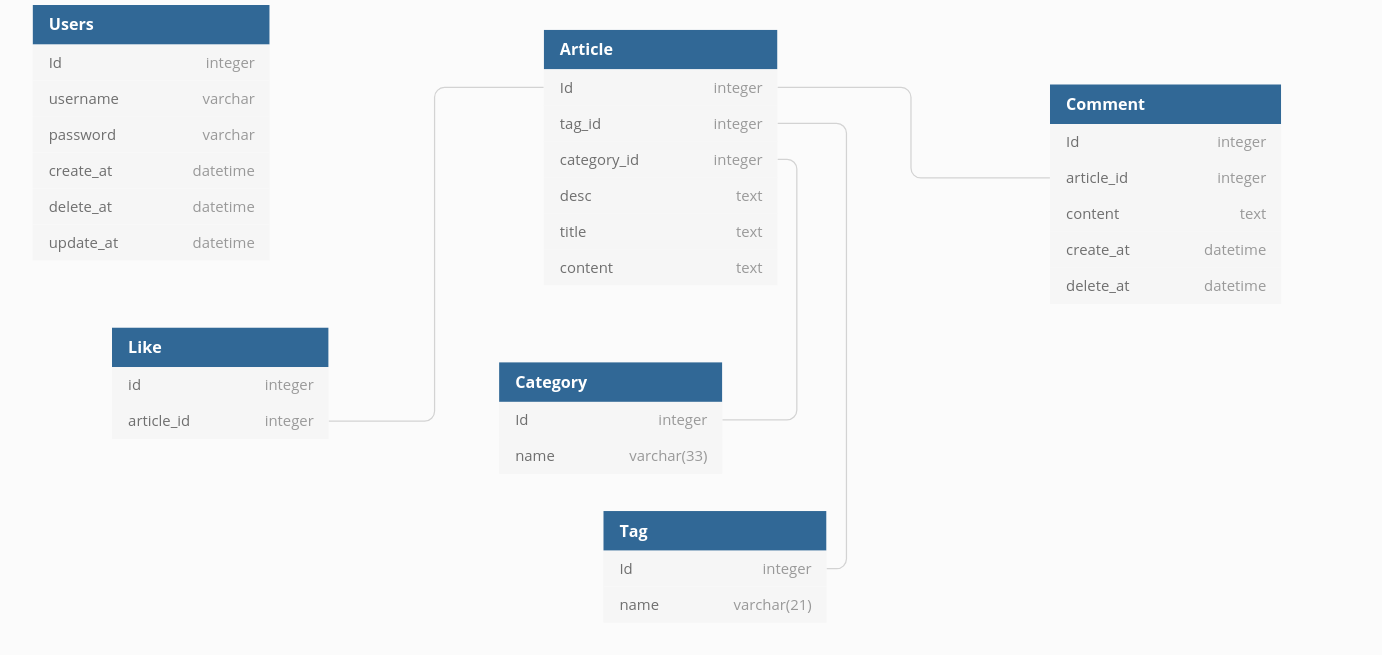 Users
Id integer
username varchar
password varchar
create_at datetime
delete_at datetime
update_at datetime
Article
Id integer
tag_id integer
category_id integer
desc text
title text
content text
Comment
Id integer
article_id integer
content text
create_at datetime
delete_at datetime
Like
id integer
article_id integer
Category
Id integer
name varchar(33)
Tag
Id integer
name varchar(21)